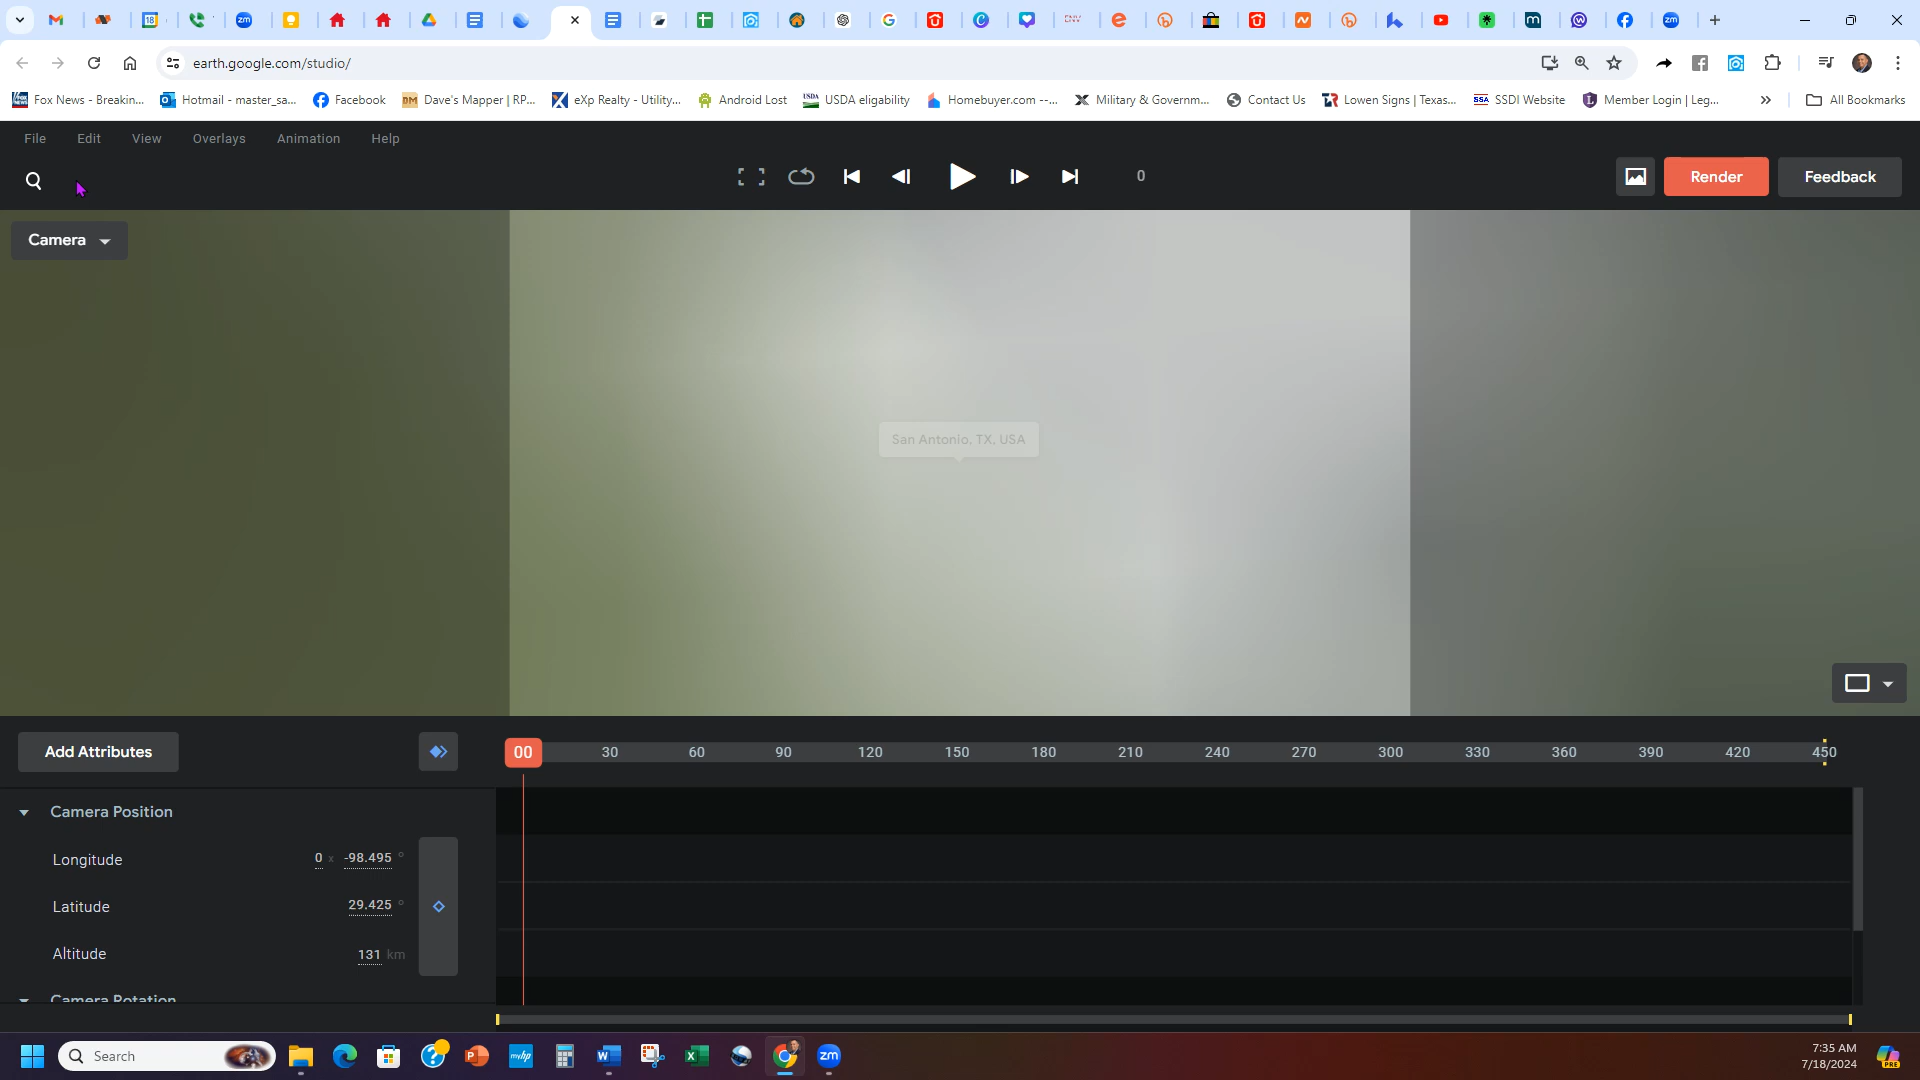 earth.google.com/studio/
Fox News - Breakin... Hotmail - master_sa... Facebook Dave's Mapper | RP... eXp Realty - Utility... Android Lost USDA eligability Homebuyer.com --... Military & Governm... Contact Us Lowen Signs | Texas... SSDI Website Member Login | Leg... » All Bookmarks
File Edit View Overlays Animation Help
0 Render Feedback
Camera
San Antonio, TX, USA
Add Attributes 00 30 60 90 120 150 180 210 240 270 300 330 360 390 420 450
Camera Position
Longitude 0 x -98.495 °
Latitude 29.425 °
Altitude 131 km
Camera Rotation
Search
7:35 AM
7/18/2024